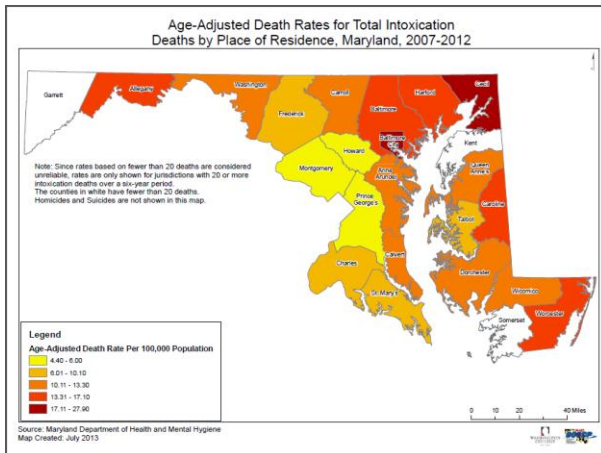 Age-Adjusted Death Rates for Total Intoxication
Deaths by Place of Residence, Maryland, 2007-2012
Garrett
Allegany
Washington
Frederick
Carroll
Baltimore
Harford
Cecil
Baltimore City
Kent
Howard
Montgomery
Queen Anne's
Anne Arundel
Prince George's
Caroline
Talbot
Calvert
Charles
Dorchester
St. Mary's
Wicomico
Somerset
Worcester
Note: Since rates based on fewer than 20 deaths are considered
unreliable, rates are only shown for jurisdictions with 20 or more
intoxication deaths over a six-year period.
The counties in white have fewer than 20 deaths.
Homicides and Suicides are not shown in this map.
Legend
Age-Adjusted Death Rate Per 100,000 Population
4.40 - 6.00
6.01 - 10.10
10.11 - 13.30
13.31 - 17.10
17.11 - 27.90
0 5 10 20 30 40 Miles
Source: Maryland Department of Health and Mental Hygiene
Map Created: July 2013